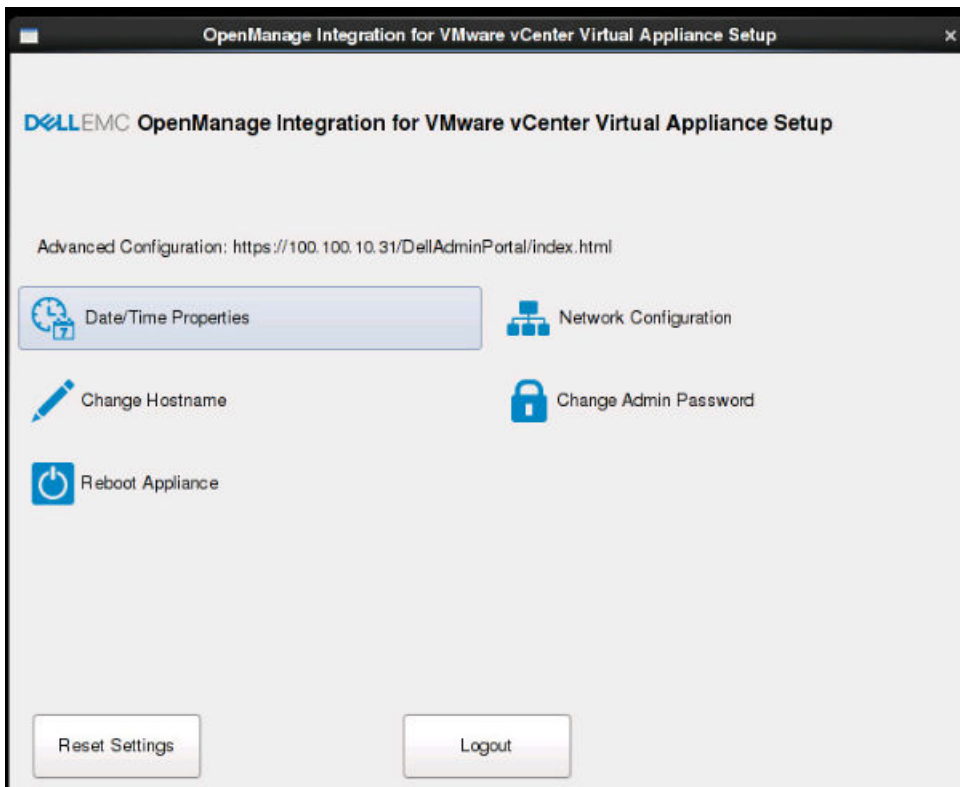 OpenManage Integration for VMware vCenter Virtual Appliance Setup
DELLEMC OpenManage Integration for VMware vCenter Virtual Appliance Setup
Advanced Configuration: https://100.100.10.31/DellAdminPortal/index.html
7 Date/Time Properties
Network Configuration
Change Hostname
Change Admin Password
Reboot Appliance
Reset Settings
Logout